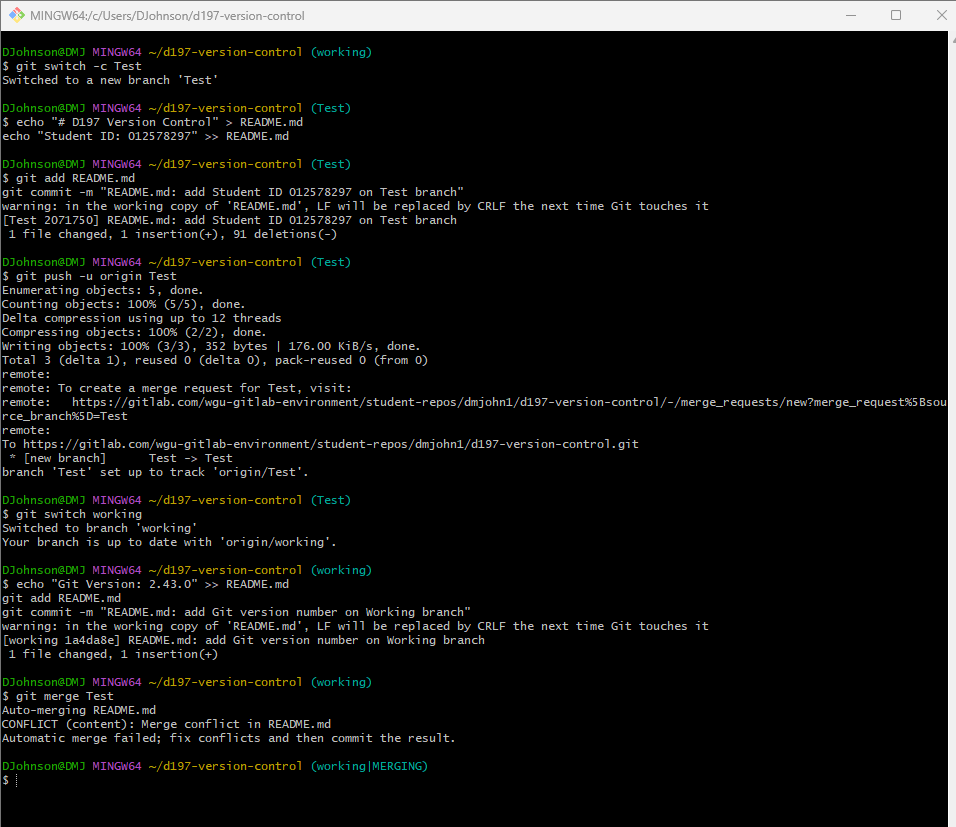 MINGW64:/c/Users/DJohnson/d197-version-control
DJohnson@DMJ MINGW64 ~/d197-version-control (working)
$ git switch -c Test
Switched to a new branch 'Test'
DJohnson@DMJ MINGW64 ~/d197-version-control (Test)
$ echo "# D197 Version Control" > README.md
echo "Student ID: 012578297" >> README.md
DJohnson@DMJ MINGW64 ~/d197-version-control (Test)
$ git add README.md
git commit -m "README.md: add Student ID 012578297 on Test branch"
warning: in the working copy of 'README.md', LF will be replaced by CRLF the next time Git touches it
[Test 2071750] README.md: add Student ID 012578297 on Test branch
 1 file changed, 1 insertion(+), 91 deletions(-)
DJohnson@DMJ MINGW64 ~/d197-version-control (Test)
$ git push -u origin Test
Enumerating objects: 5, done.
Counting objects: 100% (5/5), done.
Delta compression using up to 12 threads
Compressing objects: 100% (2/2), done.
Writing objects: 100% (3/3), 352 bytes | 176.00 KiB/s, done.
Total 3 (delta 1), reused 0 (delta 0), pack-reused 0 (from 0)
remote:
remote: To create a merge request for Test, visit:
remote:   https://gitlab.com/wgu-gitlab-environment/student-repos/dmjohn1/d197-version-control/-/merge_requests/new?merge_request%5Bsou
rce_branch%5D=Test
remote:
To https://gitlab.com/wgu-gitlab-environment/student-repos/dmjohn1/d197-version-control.git
 * [new branch]      Test -> Test
branch 'Test' set up to track 'origin/Test'.
DJohnson@DMJ MINGW64 ~/d197-version-control (Test)
$ git switch working
Switched to branch 'working'
Your branch is up to date with 'origin/working'.
DJohnson@DMJ MINGW64 ~/d197-version-control (working)
$ echo "Git Version: 2.43.0" >> README.md
git add README.md
git commit -m "README.md: add Git version number on Working branch"
warning: in the working copy of 'README.md', LF will be replaced by CRLF the next time Git touches it
[working 1a4da8e] README.md: add Git version number on Working branch
 1 file changed, 1 insertion(+)
DJohnson@DMJ MINGW64 ~/d197-version-control (working)
$ git merge Test
Auto-merging README.md
CONFLICT (content): Merge conflict in README.md
Automatic merge failed; fix conflicts and then commit the result.
DJohnson@DMJ MINGW64 ~/d197-version-control (working|MERGING)
$